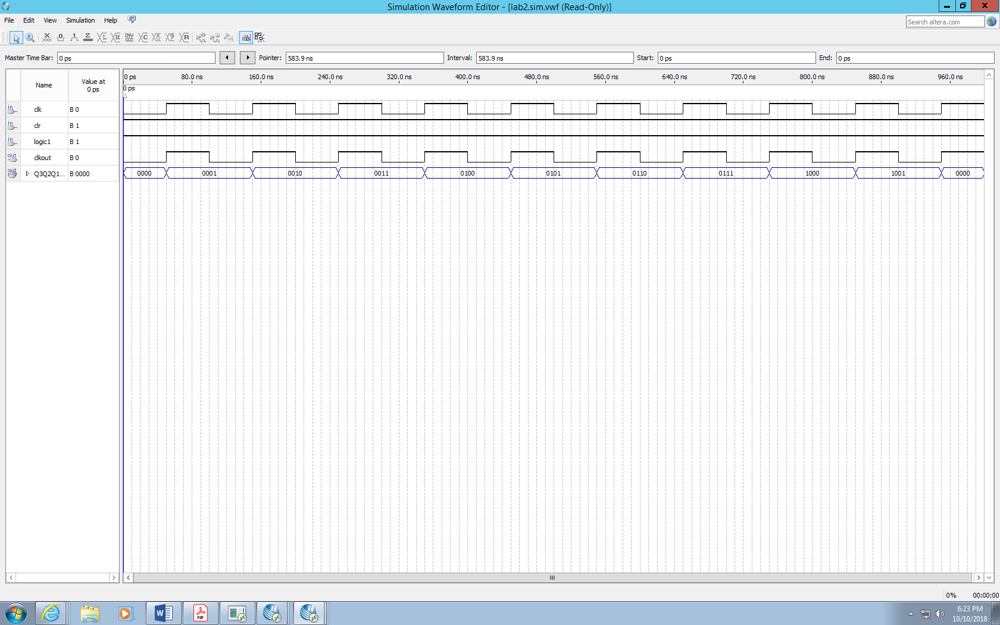 Simulation Waveform Editor - [lab2.sim.vwf (Read-Only)]
File Edit View Simulation Help
Search altera.com
Master Time Bar: 0 ps Pointer: 583.9 ns Interval: 583.9 ns Start: 0 ps End: 0 ps
Name Value at 0 ps
0 ps 80.0 ns 160.0 ns 240.0 ns 320.0 ns 400.0 ns 480.0 ns 560.0 ns 640.0 ns 720.0 ns 800.0 ns 880.0 ns 960.0 ns
0 ps
in clk B 0
in clr B 1
in logic1 B 1
out clkout B 0
out Q3Q2Q1... B 0000 0000 0001 0010 0011 0100 0101 0110 0111 1000 1001 0000
0% 00:00:00
6:23 PM
10/10/2018